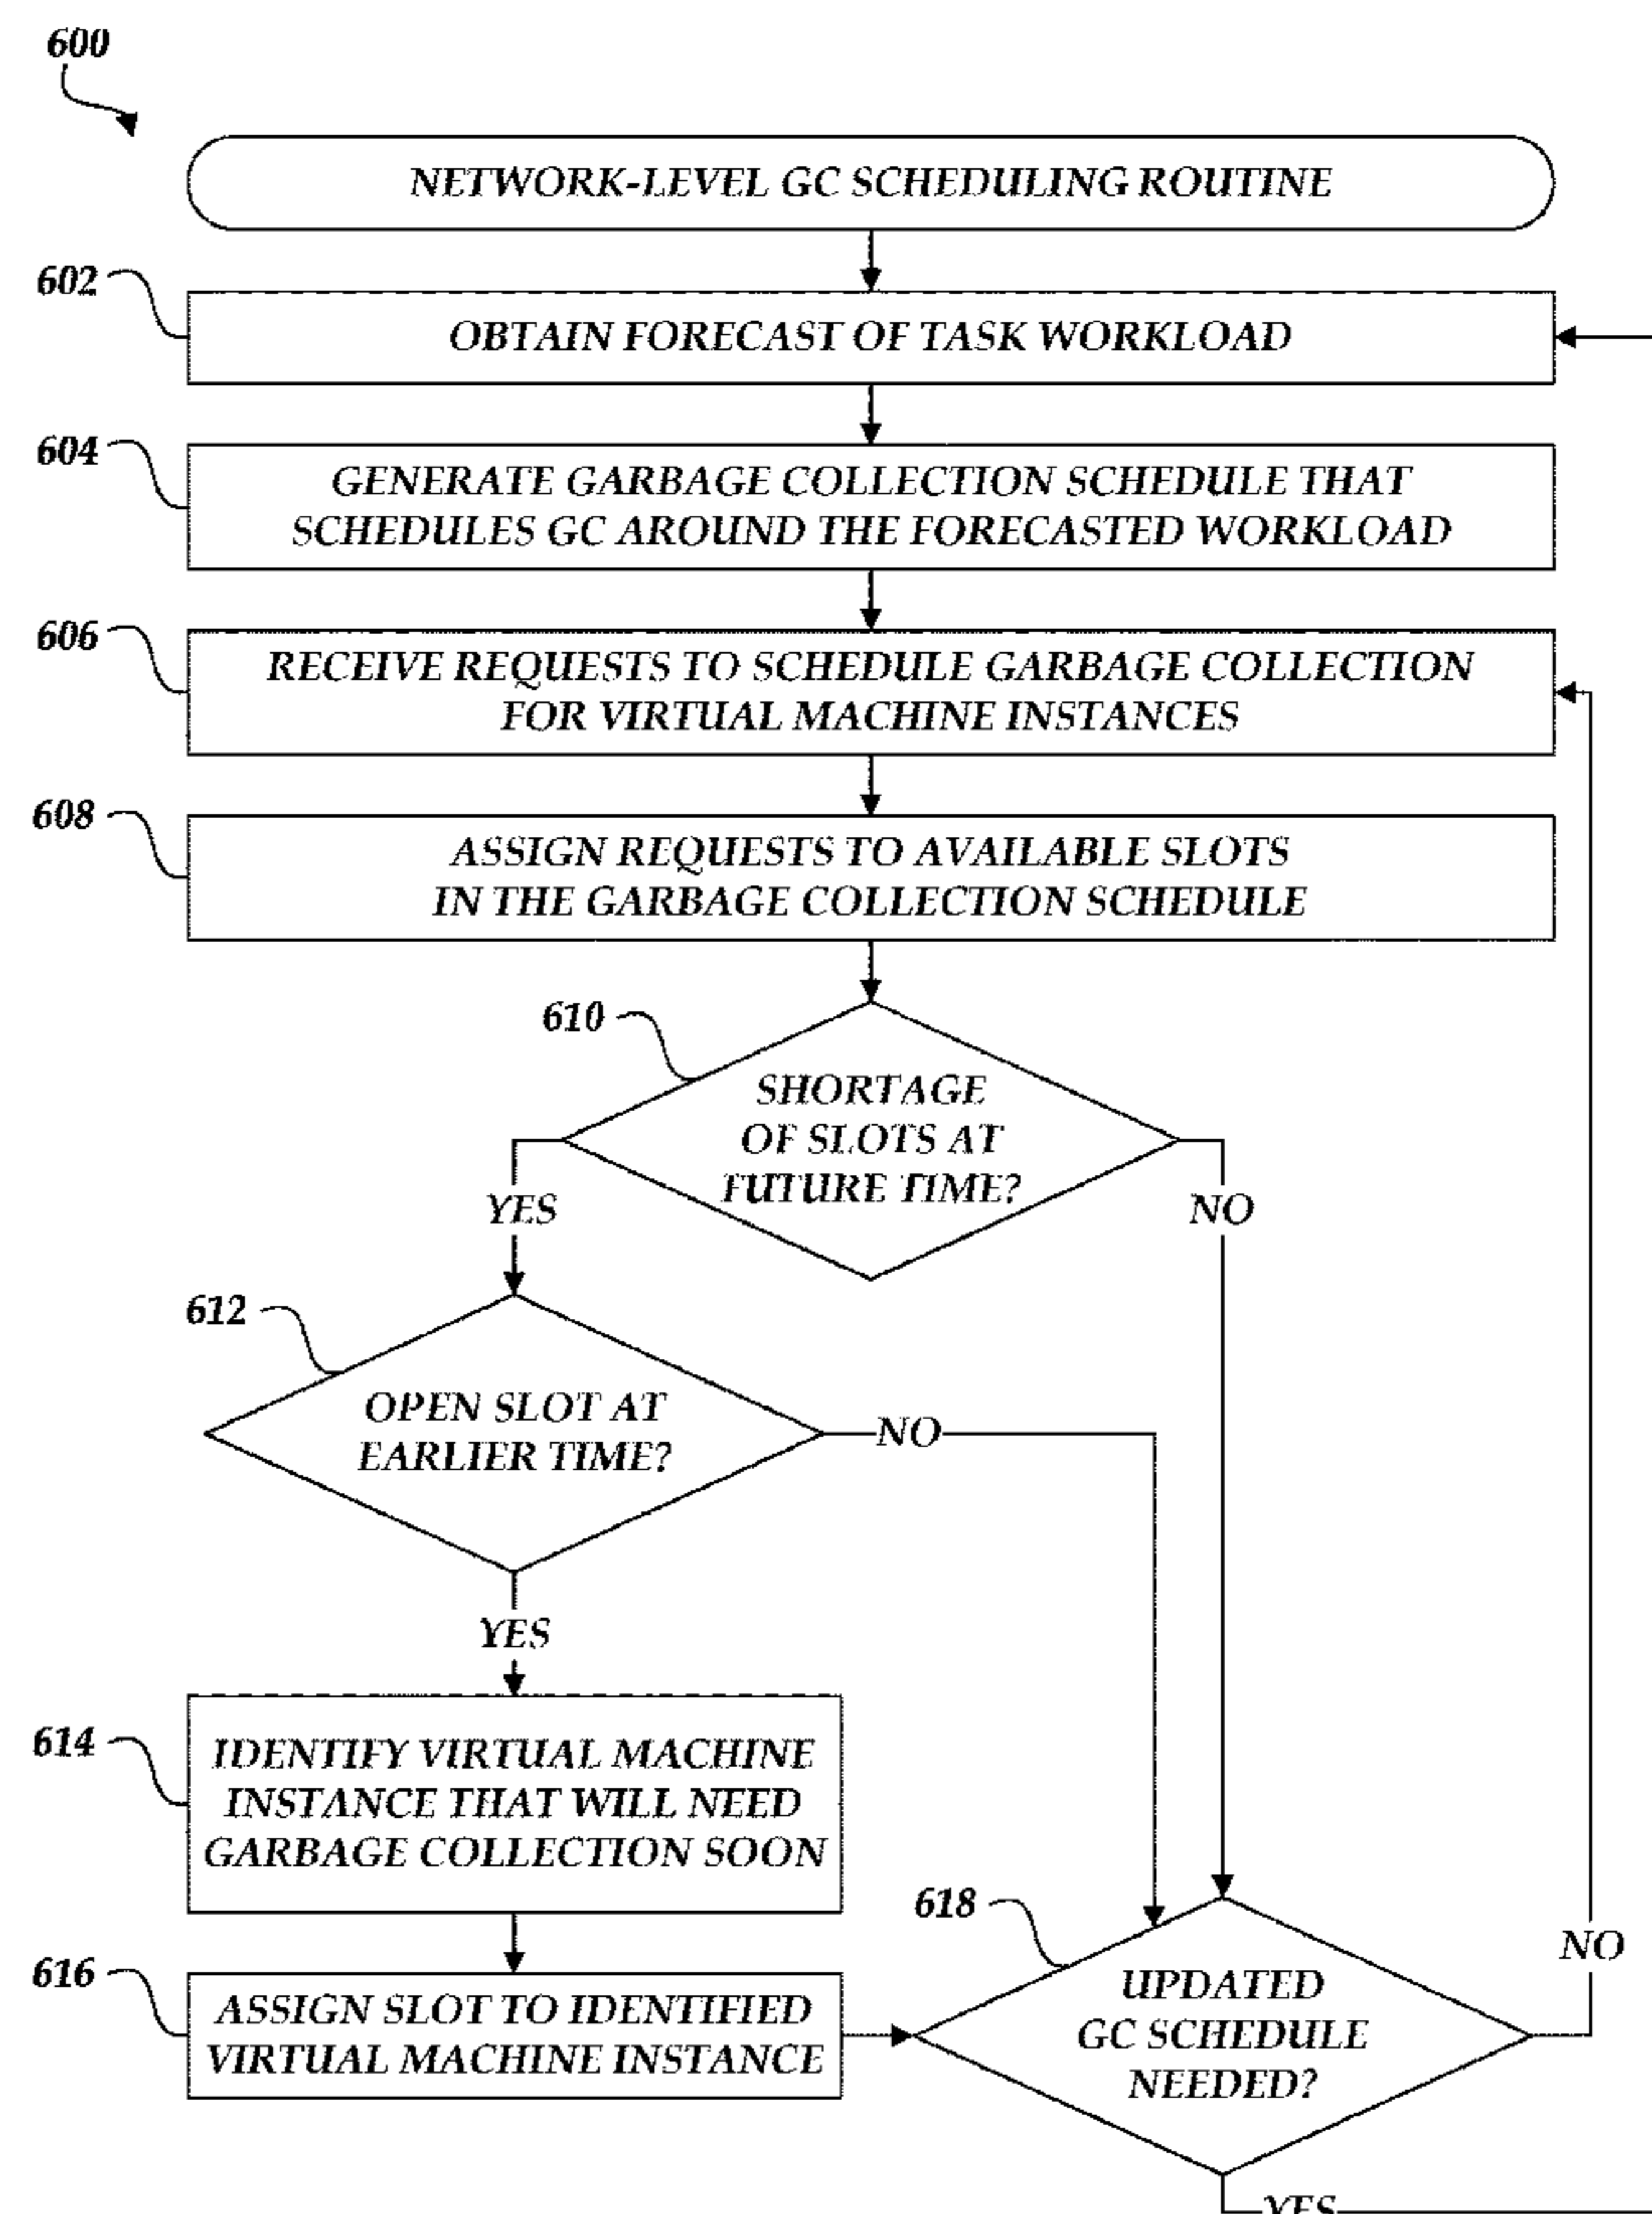 600
NETWORK-LEVEL GC SCHEDULING ROUTINE
602
OBTAIN FORECAST OF TASK WORKLOAD
604
GENERATE GARBAGE COLLECTION SCHEDULE THAT
SCHEDULES GC AROUND THE FORECASTED WORKLOAD
606
RECEIVE REQUESTS TO SCHEDULE GARBAGE COLLECTION
FOR VIRTUAL MACHINE INSTANCES
608
ASSIGN REQUESTS TO AVAILABLE SLOTS
IN THE GARBAGE COLLECTION SCHEDULE
610
SHORTAGE
OF SLOTS AT
FUTURE TIME?
YES
NO
612
OPEN SLOT AT
EARLIER TIME?
NO
YES
614
IDENTIFY VIRTUAL MACHINE
INSTANCE THAT WILL NEED
GARBAGE COLLECTION SOON
616
ASSIGN SLOT TO IDENTIFIED
VIRTUAL MACHINE INSTANCE
618
UPDATED
GC SCHEDULE
NEEDED?
NO
YES